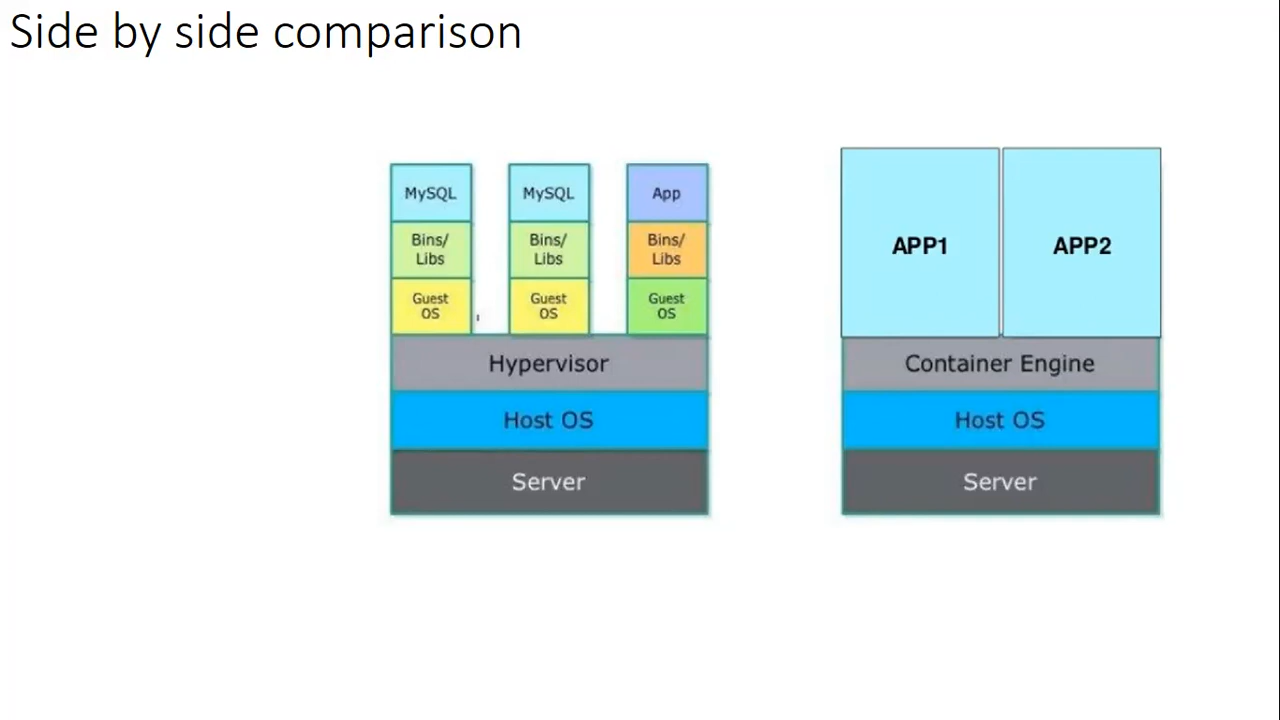 Side by side comparison
MySQL
Bins/
Libs
Guest
OS
MySQL
Bins/
Libs
Guest
OS
App
Bins/
Libs
Guest
OS
Hypervisor
Host OS
Server
APP1
APP2
Container Engine
Host OS
Server